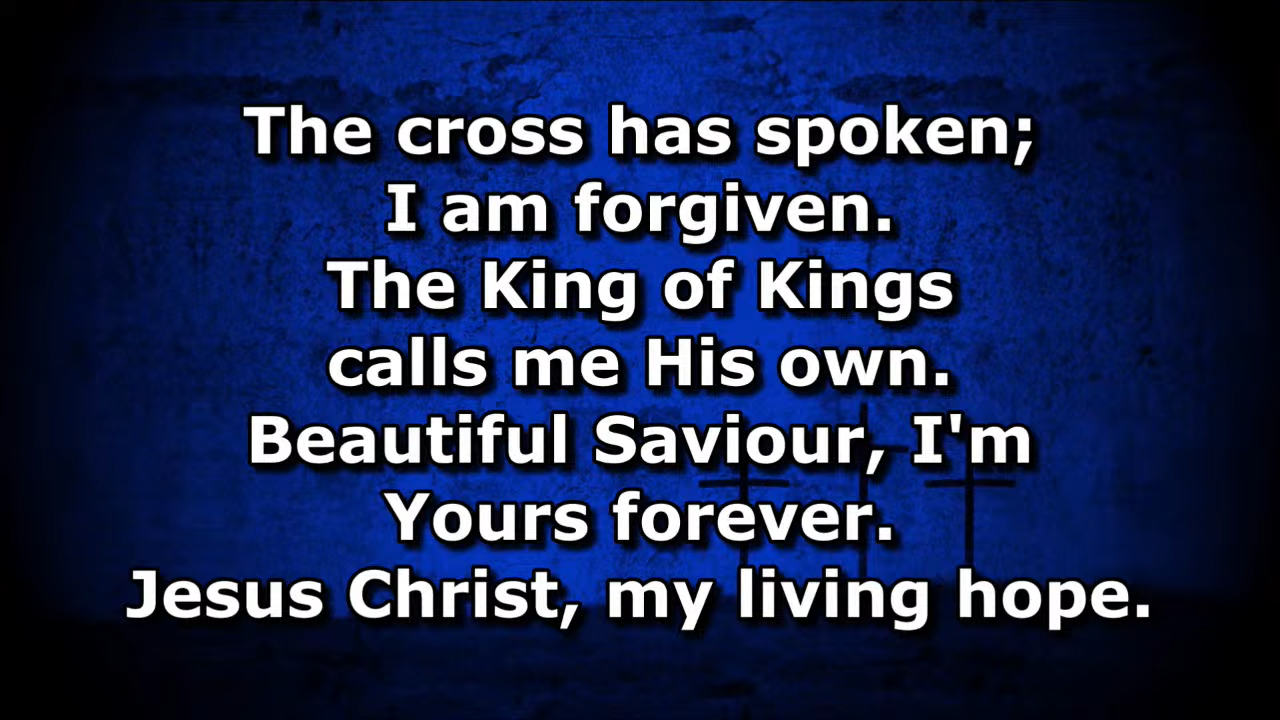 The cross has spoken;
I am forgiven.
The King of Kings
calls me His own.
Beautiful Saviour, I'm
Yours forever.
Jesus Christ, my living hope.